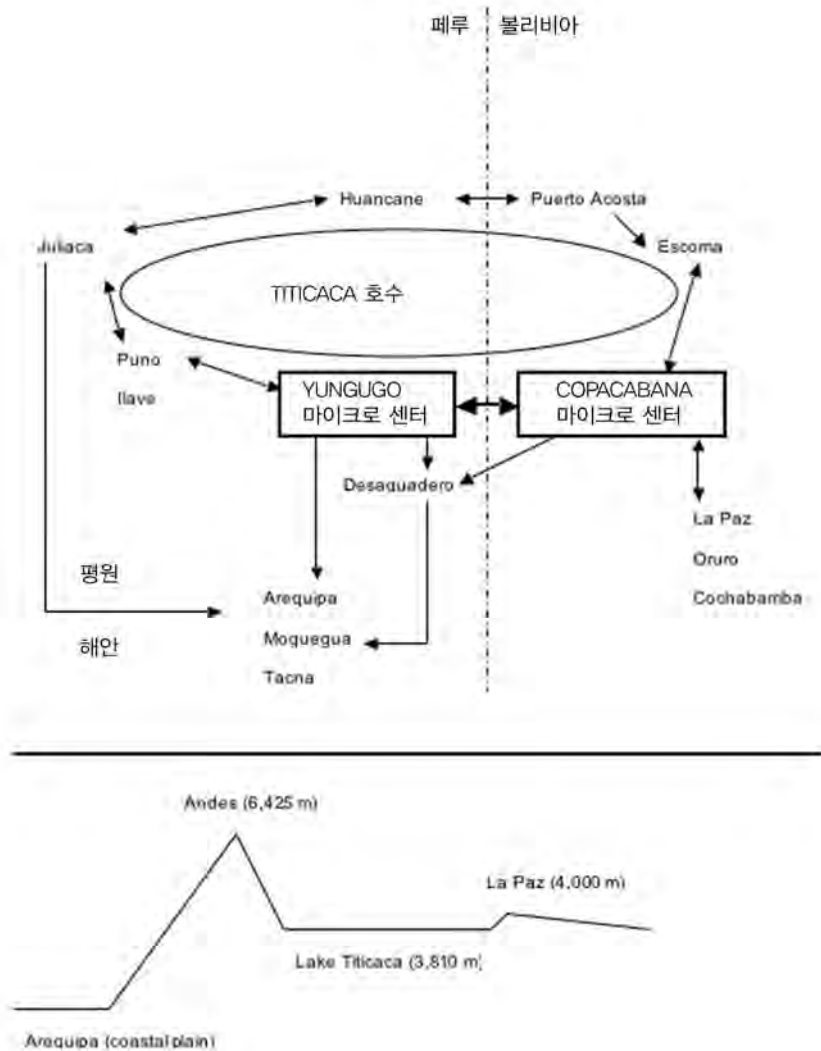 페루 볼리비아
Huancane Puerto Acosta
Juliaca Escoma
TITICACA 호수
Puno
Ilave
YUNGUGO
마이크로 센터
COPACABANA
마이크로 센터
Desaguadero
La Paz
Oruro
Cochabamba
평원
해안
Arequipa
Moguegua
Tacna
Andes (6,425 m)
La Paz (4,000 m)
Lake Titicaca (3,810 m)
Arequipa (coastal plain)